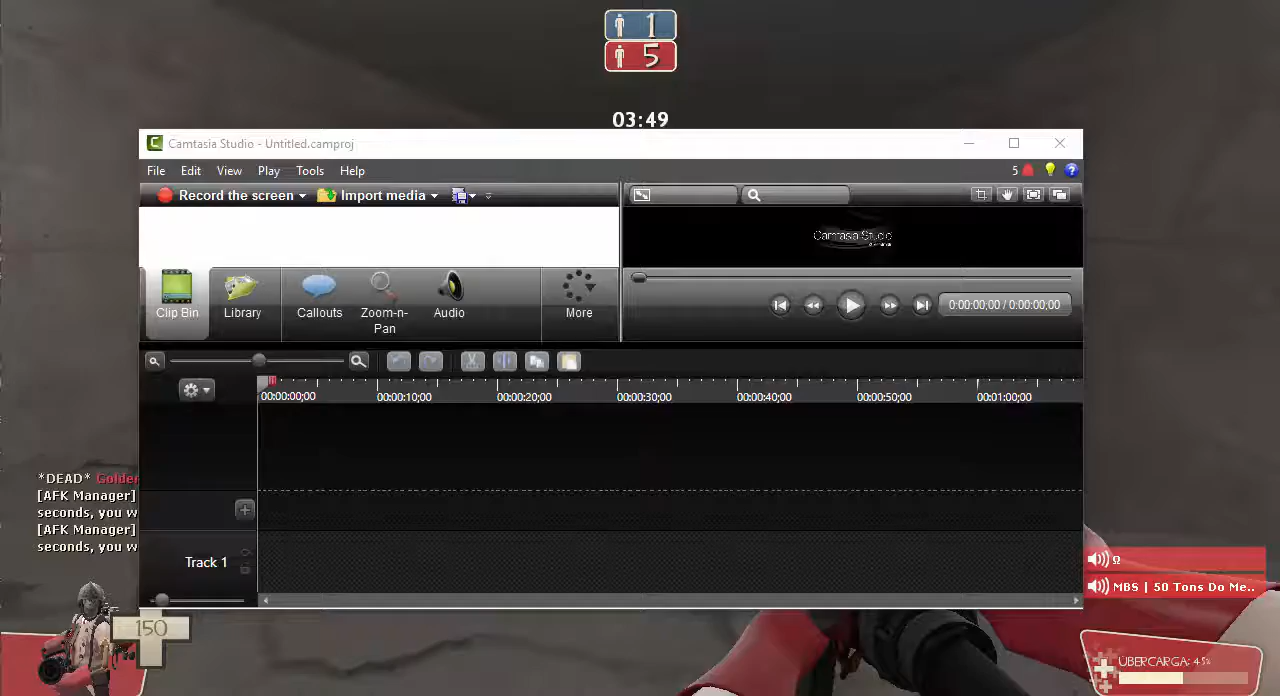 1
5
03:49
Camtasia Studio - Untitled.camproj
File Edit View Play Tools Help 5
Record the screen Import media
Camtasia Studio
Clip Bin Library Callouts Zoom-n-Pan Audio More
0:00:00;00 / 0:00:00;00
00:00:00;00 00:00:10;00 00:00:20;00 00:00:30;00 00:00:40;00 00:00:50;00 00:01:00;00
*DEAD* Golde
[AFK Manager]
seconds, you w
[AFK Manager]
seconds, you w
Track 1
Ω
MBS | 50 Tons Do Me..
150
ÜBERCARGA: 45%